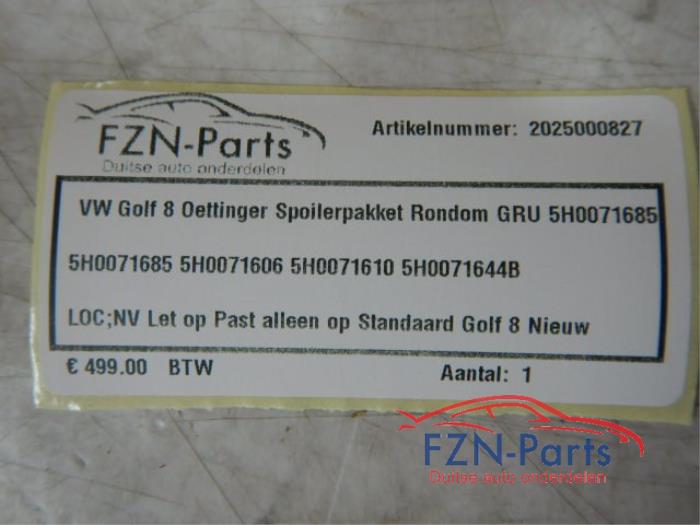 FZN-Parts
Duitse auto onderdelen
Artikelnummer: 2025000827
VW Golf 8 Oettinger Spoilerpakket Rondom GRU 5H0071685
5H0071685 5H0071606 5H0071610 5H0071644B
LOC;NV Let op Past alleen op Standaard Golf 8 Nieuw
€ 499.00 BTW
Aantal: 1
FZN-Parts
Duitse auto onderdelen